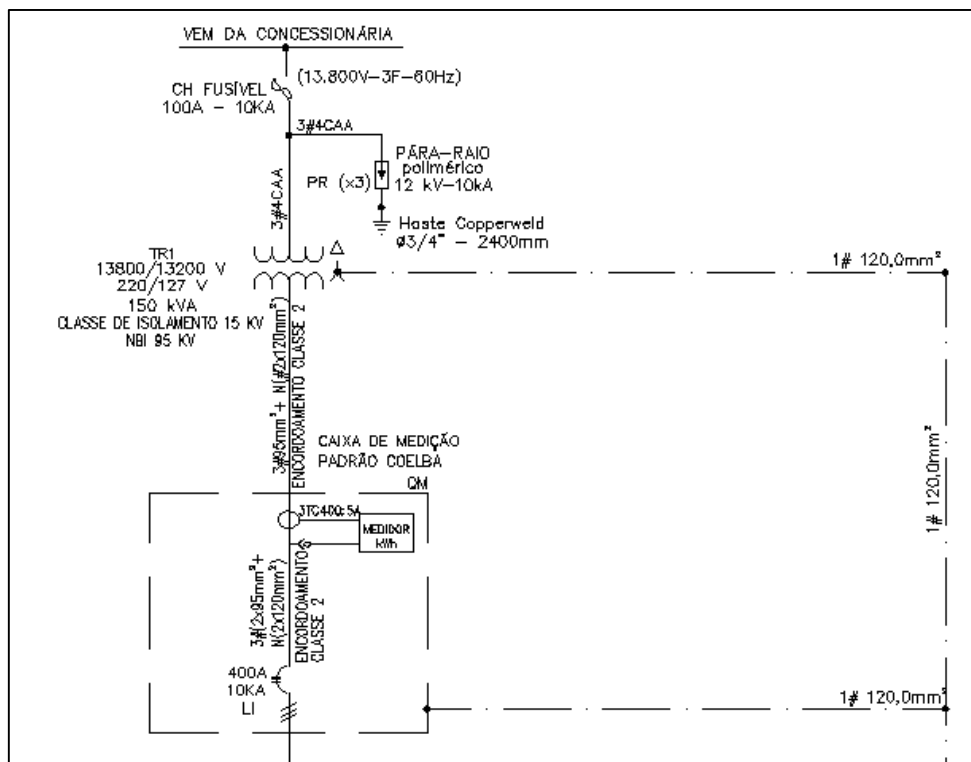 VEM DA CONCESSIONÁRIA
(13.800V-3F-60Hz)
CH FUSÍVEL
100A - 10KA
3#4CAA
PÁRA-RAIO
polimérico
12 kV-10kA
PR (x3)
3#4CAA
Haste Copperweld
Ø3/4" - 2400mm
TR1
13800/13200 V
220/127 V
150 kVA
CLASSE DE ISOLAMENTO 15 KV
NBI 95 KV
1# 120,0mm²
3#95mm²+ N(#2x120mm²)
ENCORDOAMENTO CLASSE 2
CAIXA DE MEDIÇÃO
PADRÃO COELBA
QM
1# 120,0mm²
3TC400:5A
MEDIDOR
kWh
3#(2x95mm²+
N(2x120mm²)
ENCORDOAMENTO
CLASSE 2
400A
10KA
LI
1# 120,0mm²